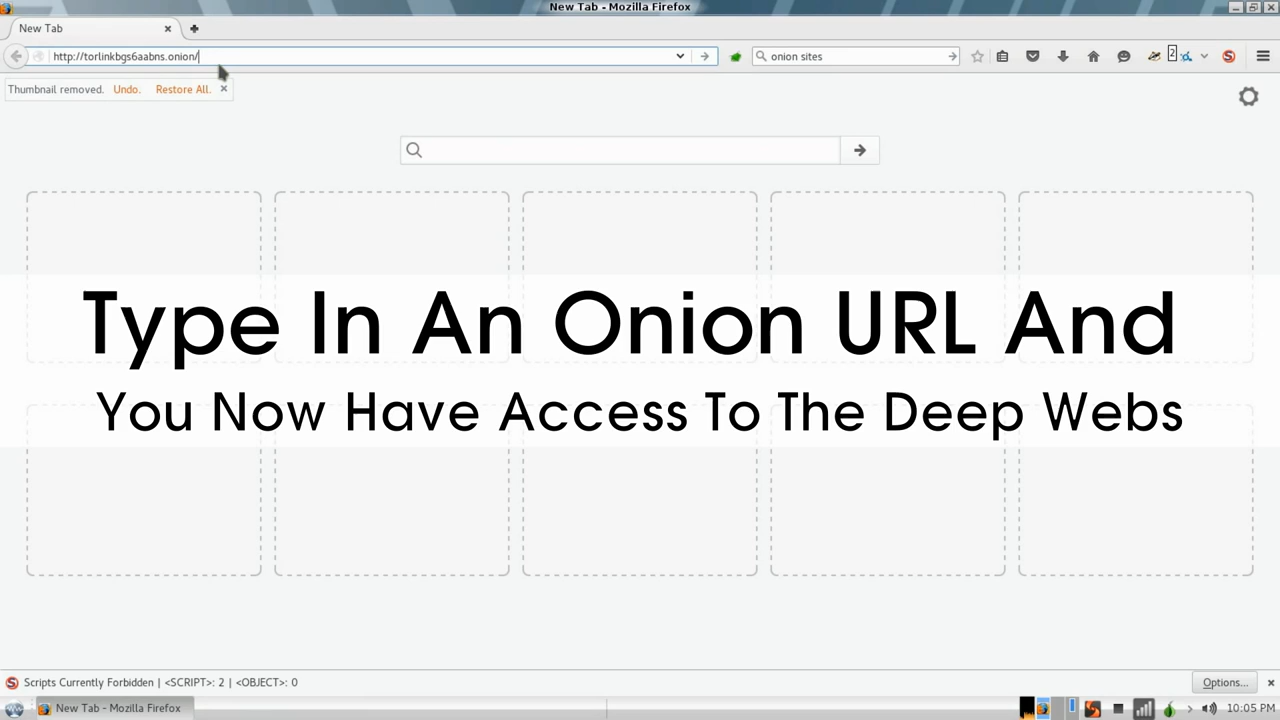 New Tab - Mozilla Firefox
New Tab
http://torlinkbgs6aabns.onion/
onion sites
2
Thumbnail removed. Undo. Restore All.
Type In An Onion URL And
You Now Have Access To The Deep Webs
Scripts Currently Forbidden | <SCRIPT>: 2 | <OBJECT>: 0
Options...
New Tab - Mozilla Firefox
10:05 PM